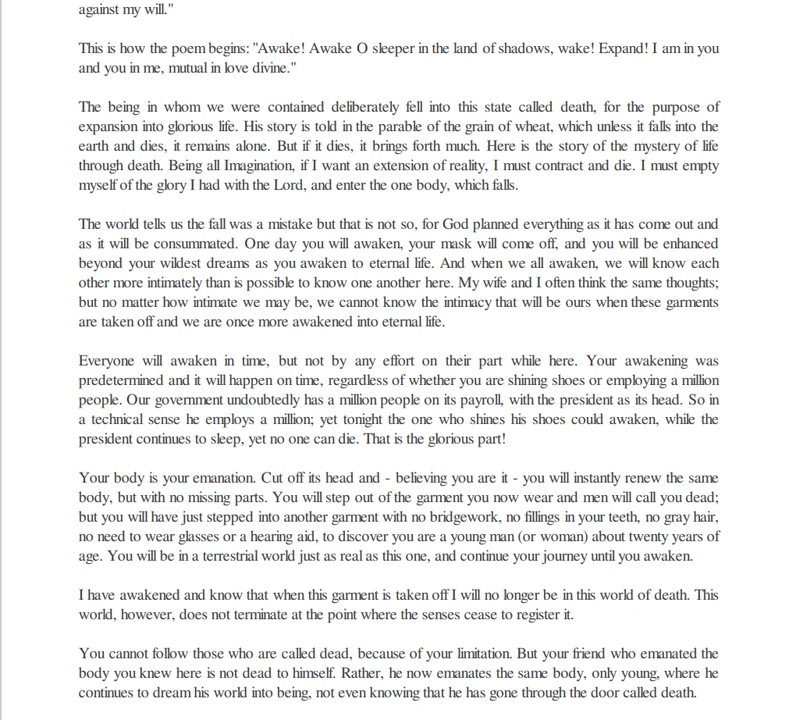 against my will."
This is how the poem begins: "Awake! Awake O sleeper in the land of shadows, wake! Expand! I am in you
and you in me, mutual in love divine."
The being in whom we were contained deliberately fell into this state called death, for the purpose of
expansion into glorious life. His story is told in the parable of the grain of wheat, which unless it falls into the
earth and dies, it remains alone. But if it dies, it brings forth much. Here is the story of the mystery of life
through death. Being all Imagination, if I want an extension of reality, I must contract and die. I must empty
myself of the glory I had with the Lord, and enter the one body, which falls.
The world tells us the fall was a mistake but that is not so, for God planned everything as it has come out and
as it will be consummated. One day you will awaken, your mask will come off, and you will be enhanced
beyond your wildest dreams as you awaken to eternal life. And when we all awaken, we will know each
other more intimately than is possible to know one another here. My wife and I often think the same thoughts;
but no matter how intimate we may be, we cannot know the intimacy that will be ours when these garments
are taken off and we are once more awakened into eternal life.
Everyone will awaken in time, but not by any effort on their part while here. Your awakening was
predetermined and it will happen on time, regardless of whether you are shining shoes or employing a million
people. Our government undoubtedly has a million people on its payroll, with the president as its head. So in
a technical sense he employs a million; yet tonight the one who shines his shoes could awaken, while the
president continues to sleep, yet no one can die. That is the glorious part!
Your body is your emanation. Cut off its head and - believing you are it - you will instantly renew the same
body, but with no missing parts. You will step out of the garment you now wear and men will call you dead;
but you will have just stepped into another garment with no bridgework, no fillings in your teeth, no gray hair,
no need to wear glasses or a hearing aid, to discover you are a young man (or woman) about twenty years of
age. You will be in a terrestrial world just as real as this one, and continue your journey until you awaken.
I have awakened and know that when this garment is taken off I will no longer be in this world of death. This
world, however, does not terminate at the point where the senses cease to register it.
You cannot follow those who are called dead, because of your limitation. But your friend who emanated the
body you knew here is not dead to himself. Rather, he now emanates the same body, only young, where he
continues to dream his world into being, not even knowing that he has gone through the door called death.